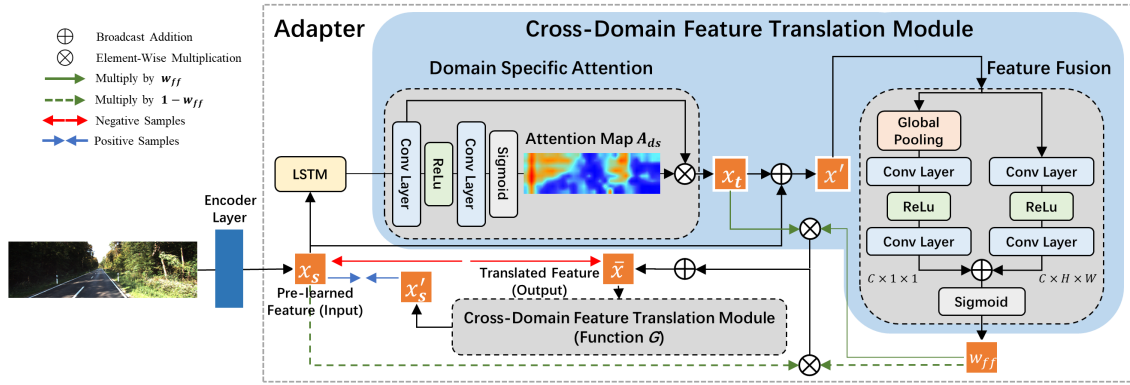 Broadcast Addition
Element-Wise Multiplication
Multiply by w_ff
Multiply by 1 − w_ff
Negative Samples
Positive Samples
Adapter
Cross-Domain Feature Translation Module
Domain Specific Attention
Feature Fusion
LSTM
Conv Layer
ReLu
Conv Layer
Sigmoid
Attention Map A_ds
x_t
x'
Global
Pooling
Conv Layer
ReLu
Conv Layer
C × 1 × 1
Conv Layer
ReLu
Conv Layer
C × H × W
Sigmoid
w_ff
Encoder
Layer
x_s
Pre-learned
Feature (Input)
x'_s
Translated Feature
(Output)
x̄
Cross-Domain Feature Translation Module
(Function G)